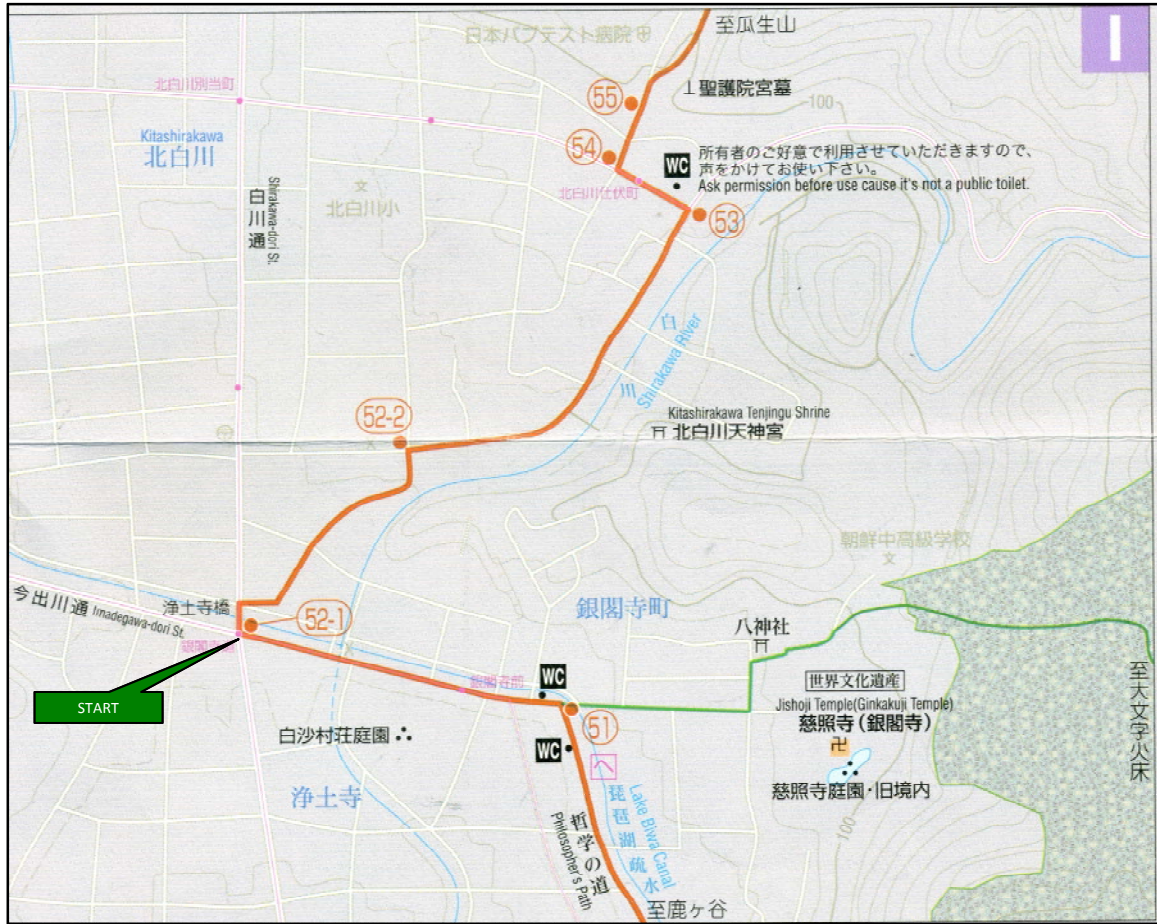 至瓜生山
I
日本バプテスト病院
北白川別当町
⊥聖護院宮墓
100
55
Kitashirakawa
北白川
54
WC
所有者のご好意で利用させていただきますので、
声をかけてお使い下さい。
Ask permission before use cause it's not a public toilet.
文
北白川小
北白川仕伏町
白川通
Shirakawa-dori St.
53
白川
Shirakawa River
52-2
Kitashirakawa Tenjingu Shrine
北白川天神宮
朝鮮中高級学校
文
今出川通 Imadegawa-dori St.
浄土寺橋
52-1
銀閣寺町
八神社
START
銀閣寺前
WC
世界文化遺産
Jishoji Temple(Ginkakuji Temple)
慈照寺(銀閣寺)
卍
慈照寺庭園・旧境内
至大文字火床
51
白沙村荘庭園
WC
浄土寺
哲学の道
Philosopher's Path
琵琶湖疏水
Lake Biwa Canal
100
至鹿ヶ谷